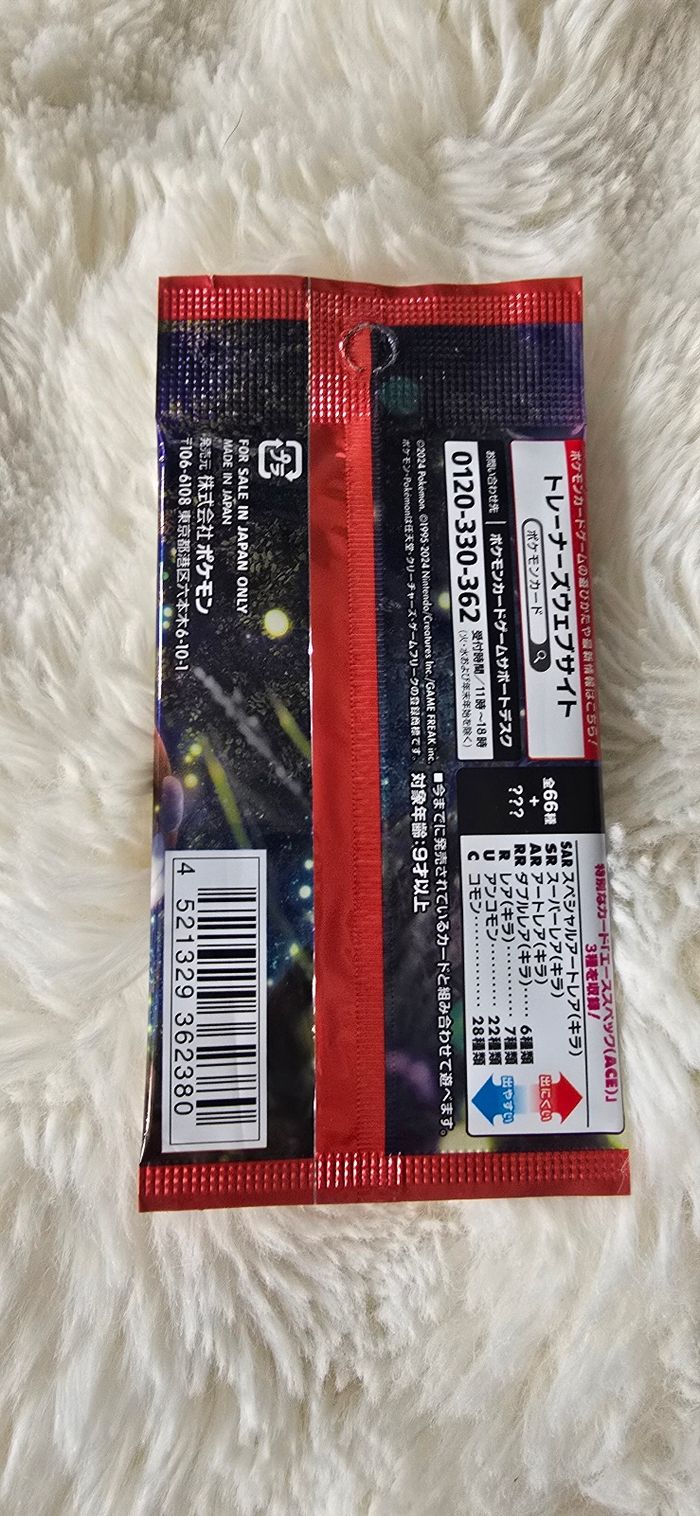 ポケモンカードゲームの遊びかたや最新情報はこちら!
トレーナーズウェブサイト
ポケモンカード
お問い合わせ先 ポケモンカードゲームサポートデスク
0120-330-362 受付時間/11時～18時
(火・水および年末年始を除く)
©2024 Pokémon. ©1995-2024 Nintendo/Creatures Inc./GAME FREAK inc.
ポケモン・Pokémonは任天堂・クリーチャーズ・ゲームフリークの登録商標です。
特別なカード「エーススペック(ACE)」
3種を収録!
全66種
+
???
SAR スペシャルアートレア(キラ)
SR スーパーレア(キラ)
AR アートレア(キラ)
RR ダブルレア(キラ)…… 6種類
R レア(キラ)…………… 7種類
U アンコモン…………… 22種類
C コモン………………… 28種類
出にくい
出やすい
■今までに発売されているカードと組み合わせて遊べます。
対象年齢:9才以上
プラ
FOR SALE IN JAPAN ONLY
MADE IN JAPAN
発売元 株式会社 ポケモン
〒106-6108 東京都港区六本木6-10-1
4 521329 362380